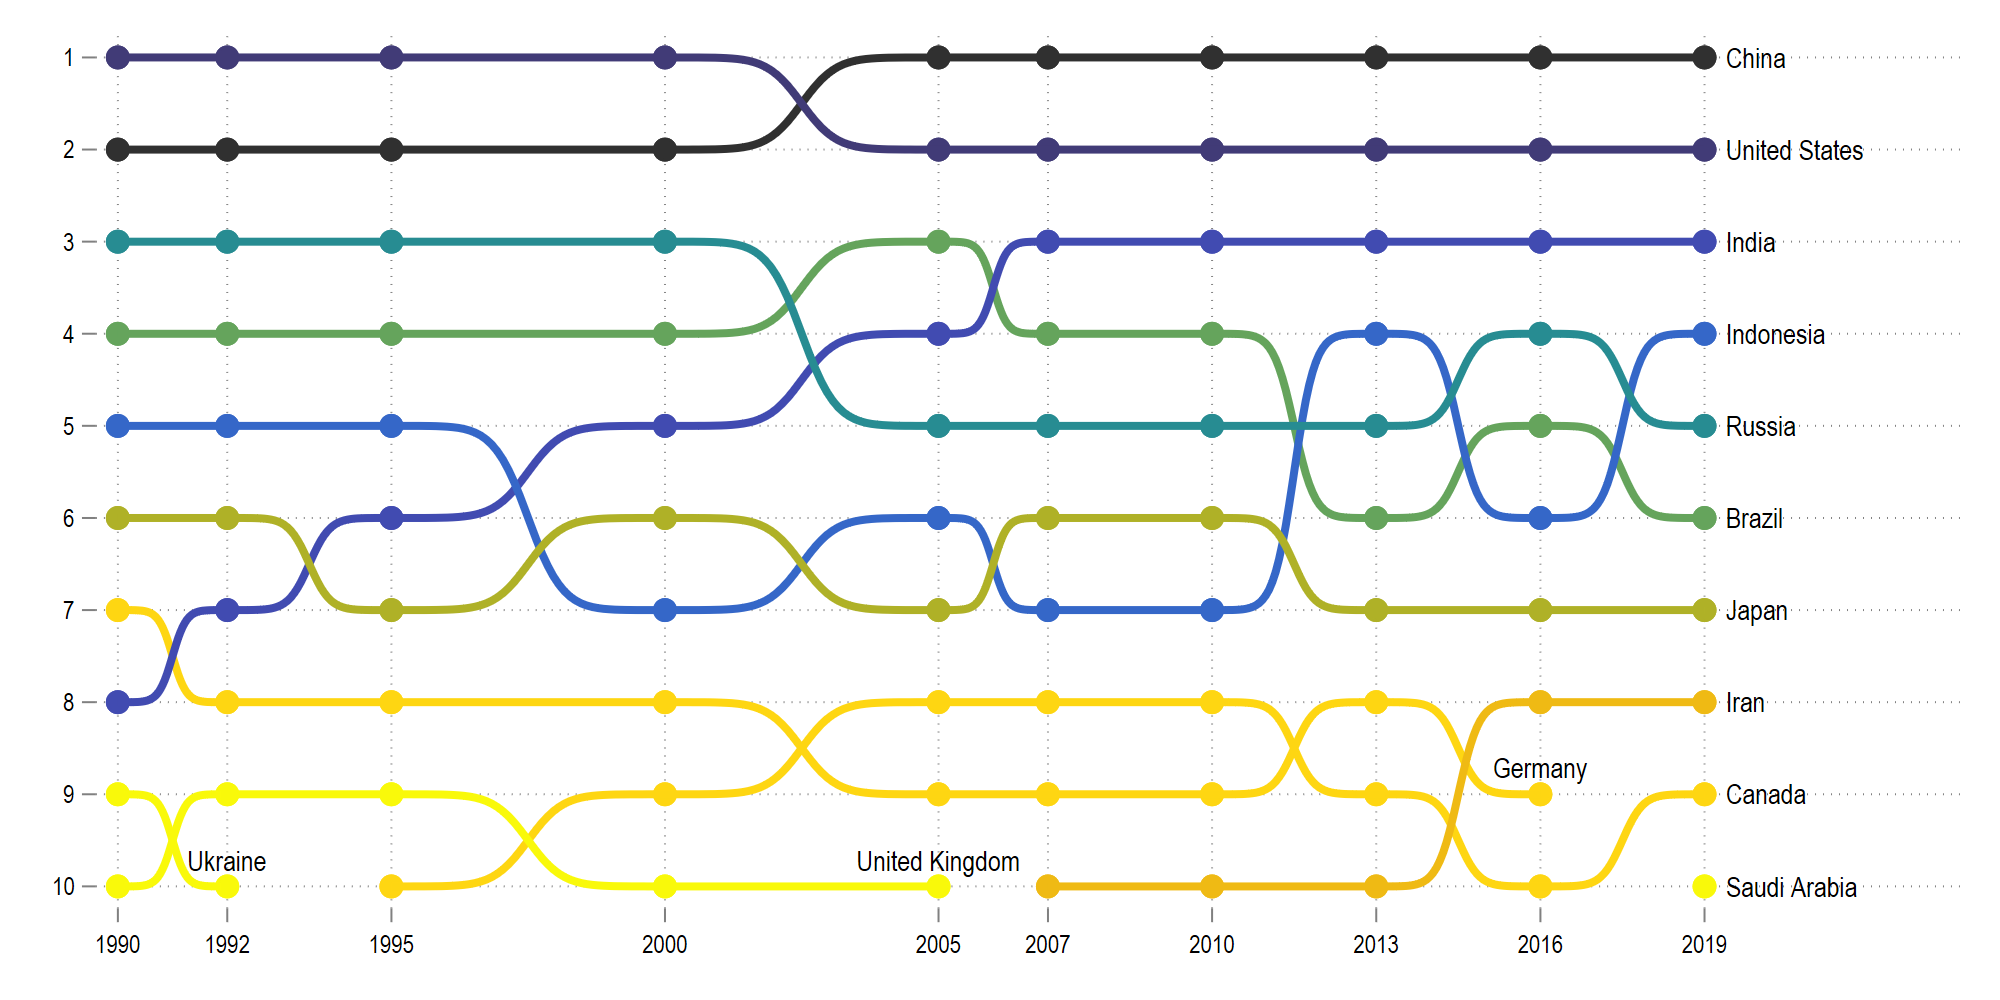 1 China
2 United States
3 India
4 Indonesia
5 Russia
6 Brazil
7 Japan
8 Iran
Germany
9 Canada
Ukraine United Kingdom
10 Saudi Arabia
1990 1992 1995 2000 2005 2007 2010 2013 2016 2019